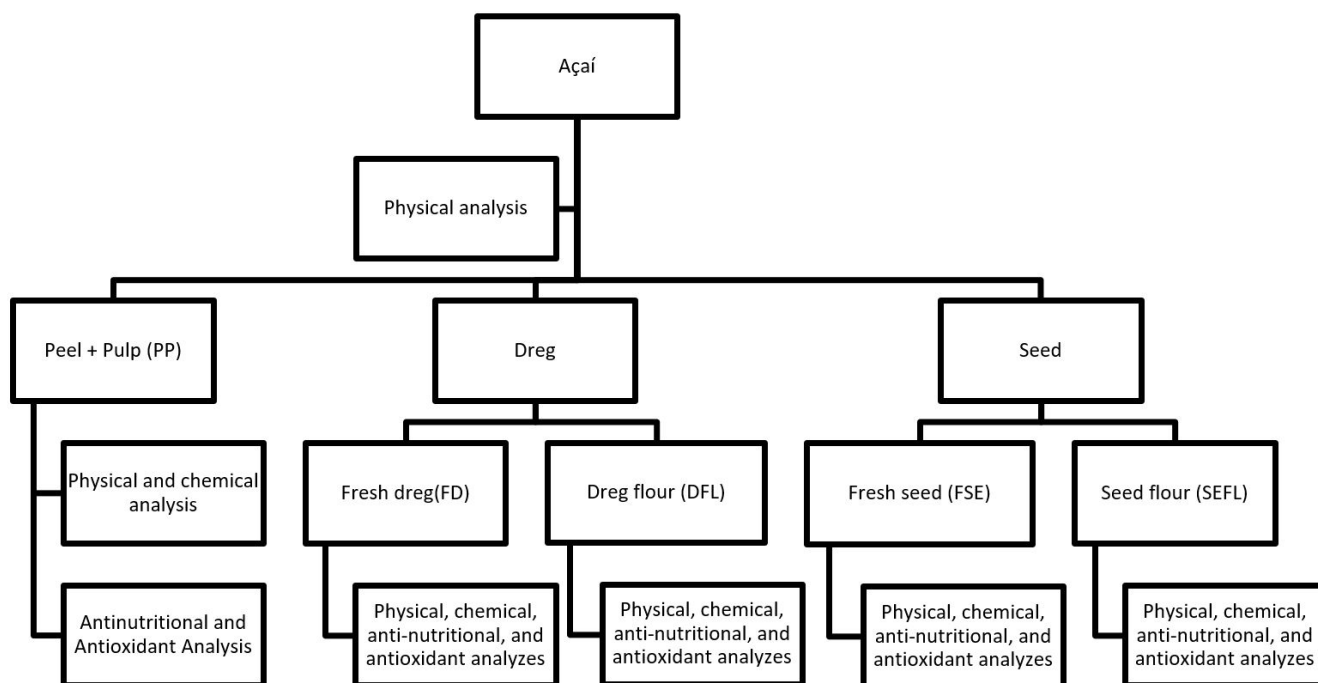 Açaí
Physical analysis
Peel + Pulp (PP)
Dreg
Seed
Physical and chemical
analysis
Fresh dreg(FD)
Dreg flour (DFL)
Fresh seed (FSE)
Seed flour (SEFL)
Antinutritional and
Antioxidant Analysis
Physical, chemical,
anti-nutritional, and
antioxidant analyzes
Physical, chemical,
anti-nutritional, and
antioxidant analyzes
Physical, chemical,
anti-nutritional, and
antioxidant analyzes
Physical, chemical,
anti-nutritional, and
antioxidant analyzes